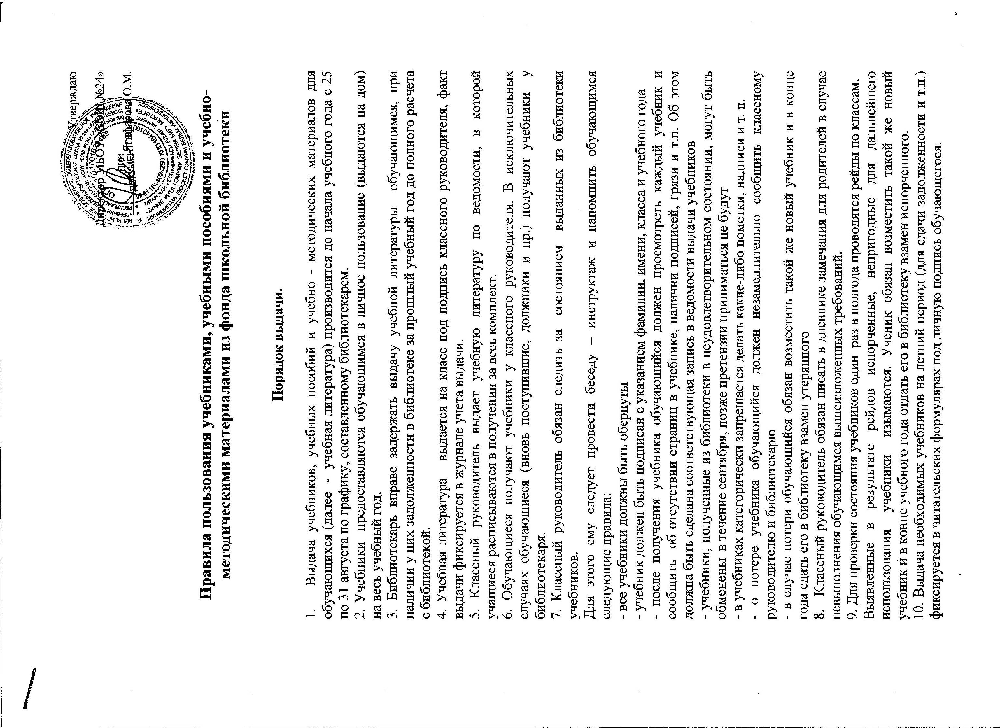 Утверждаю
Директор МБОУ «СОШ №24»
О.М.
ДЛЯ
ДОКУМЕНТОВ
ИНН 1644024250 КПП 164401001
Правила пользования учебниками, учебными пособиями и учебно-
методическими материалами из фонда школьной библиотеки
Порядок выдачи.
1. Выдача учебников, учебных пособий и учебно - методических материалов для
обучающихся (далее - учебная литература) производится до начала учебного года с 25
по 31 августа по графику, составленному библиотекарем.
2. Учебники предоставляются обучающимся в личное пользование (выдаются на дом)
на весь учебный год.
3. Библиотекарь вправе задержать выдачу учебной литературы обучающимся, при
наличии у них задолженности в библиотеке за прошлый учебный год до полного расчета
с библиотекой.
4. Учебная литература выдается на класс под подпись классного руководителя, факт
выдачи фиксируется в журнале учета выдачи.
5. Классный руководитель выдает учебную литературу по ведомости, в которой
учащиеся расписываются в получении за весь комплект.
6. Обучающиеся получают учебники у классного руководителя. В исключительных
случаях обучающиеся (вновь поступившие, должники и пр.) получают учебники у
библиотекаря.
7. Классный руководитель обязан следить за состоянием выданных из библиотеки
учебников.
Для этого ему следует провести беседу – инструктаж и напомнить обучающимся
следующие правила:
- все учебники должны быть обернуты
- учебник должен быть подписан с указанием фамилии, имени, класса и учебного года
- после получения учебника обучающийся должен просмотреть каждый учебник и
сообщить об отсутствии страниц в учебнике, наличии подписей, грязи и т.п. Об этом
должна быть сделана соответствующая запись в ведомости выдачи учебников
- учебники, полученные из библиотеки в неудовлетворительном состоянии, могут быть
обменены в течение сентября, позже претензии приниматься не будут
- в учебниках категорически запрещается делать какие-либо пометки, надписи и т. п.
- о потере учебника обучающийся должен незамедлительно сообщить классному
руководителю и библиотекарю
- в случае потери обучающийся обязан возместить такой же новый учебник и в конце
года сдать его в библиотеку взамен утерянного
8. Классный руководитель обязан писать в дневнике замечания для родителей в случае
невыполнения обучающимся вышеизложенных требований.
9. Для проверки состояния учебников один раз в полгода проводятся рейды по классам.
Выявленные в результате рейдов испорченные, непригодные для дальнейшего
использования учебники изымаются. Ученик обязан возместить такой же новый
учебник и в конце учебного года отдать его в библиотеку взамен испорченного.
10. Выдача необходимых учебников на летний период (для сдачи задолженности и т.п.)
фиксируется в читательских формулярах под личную подпись обучающегося.